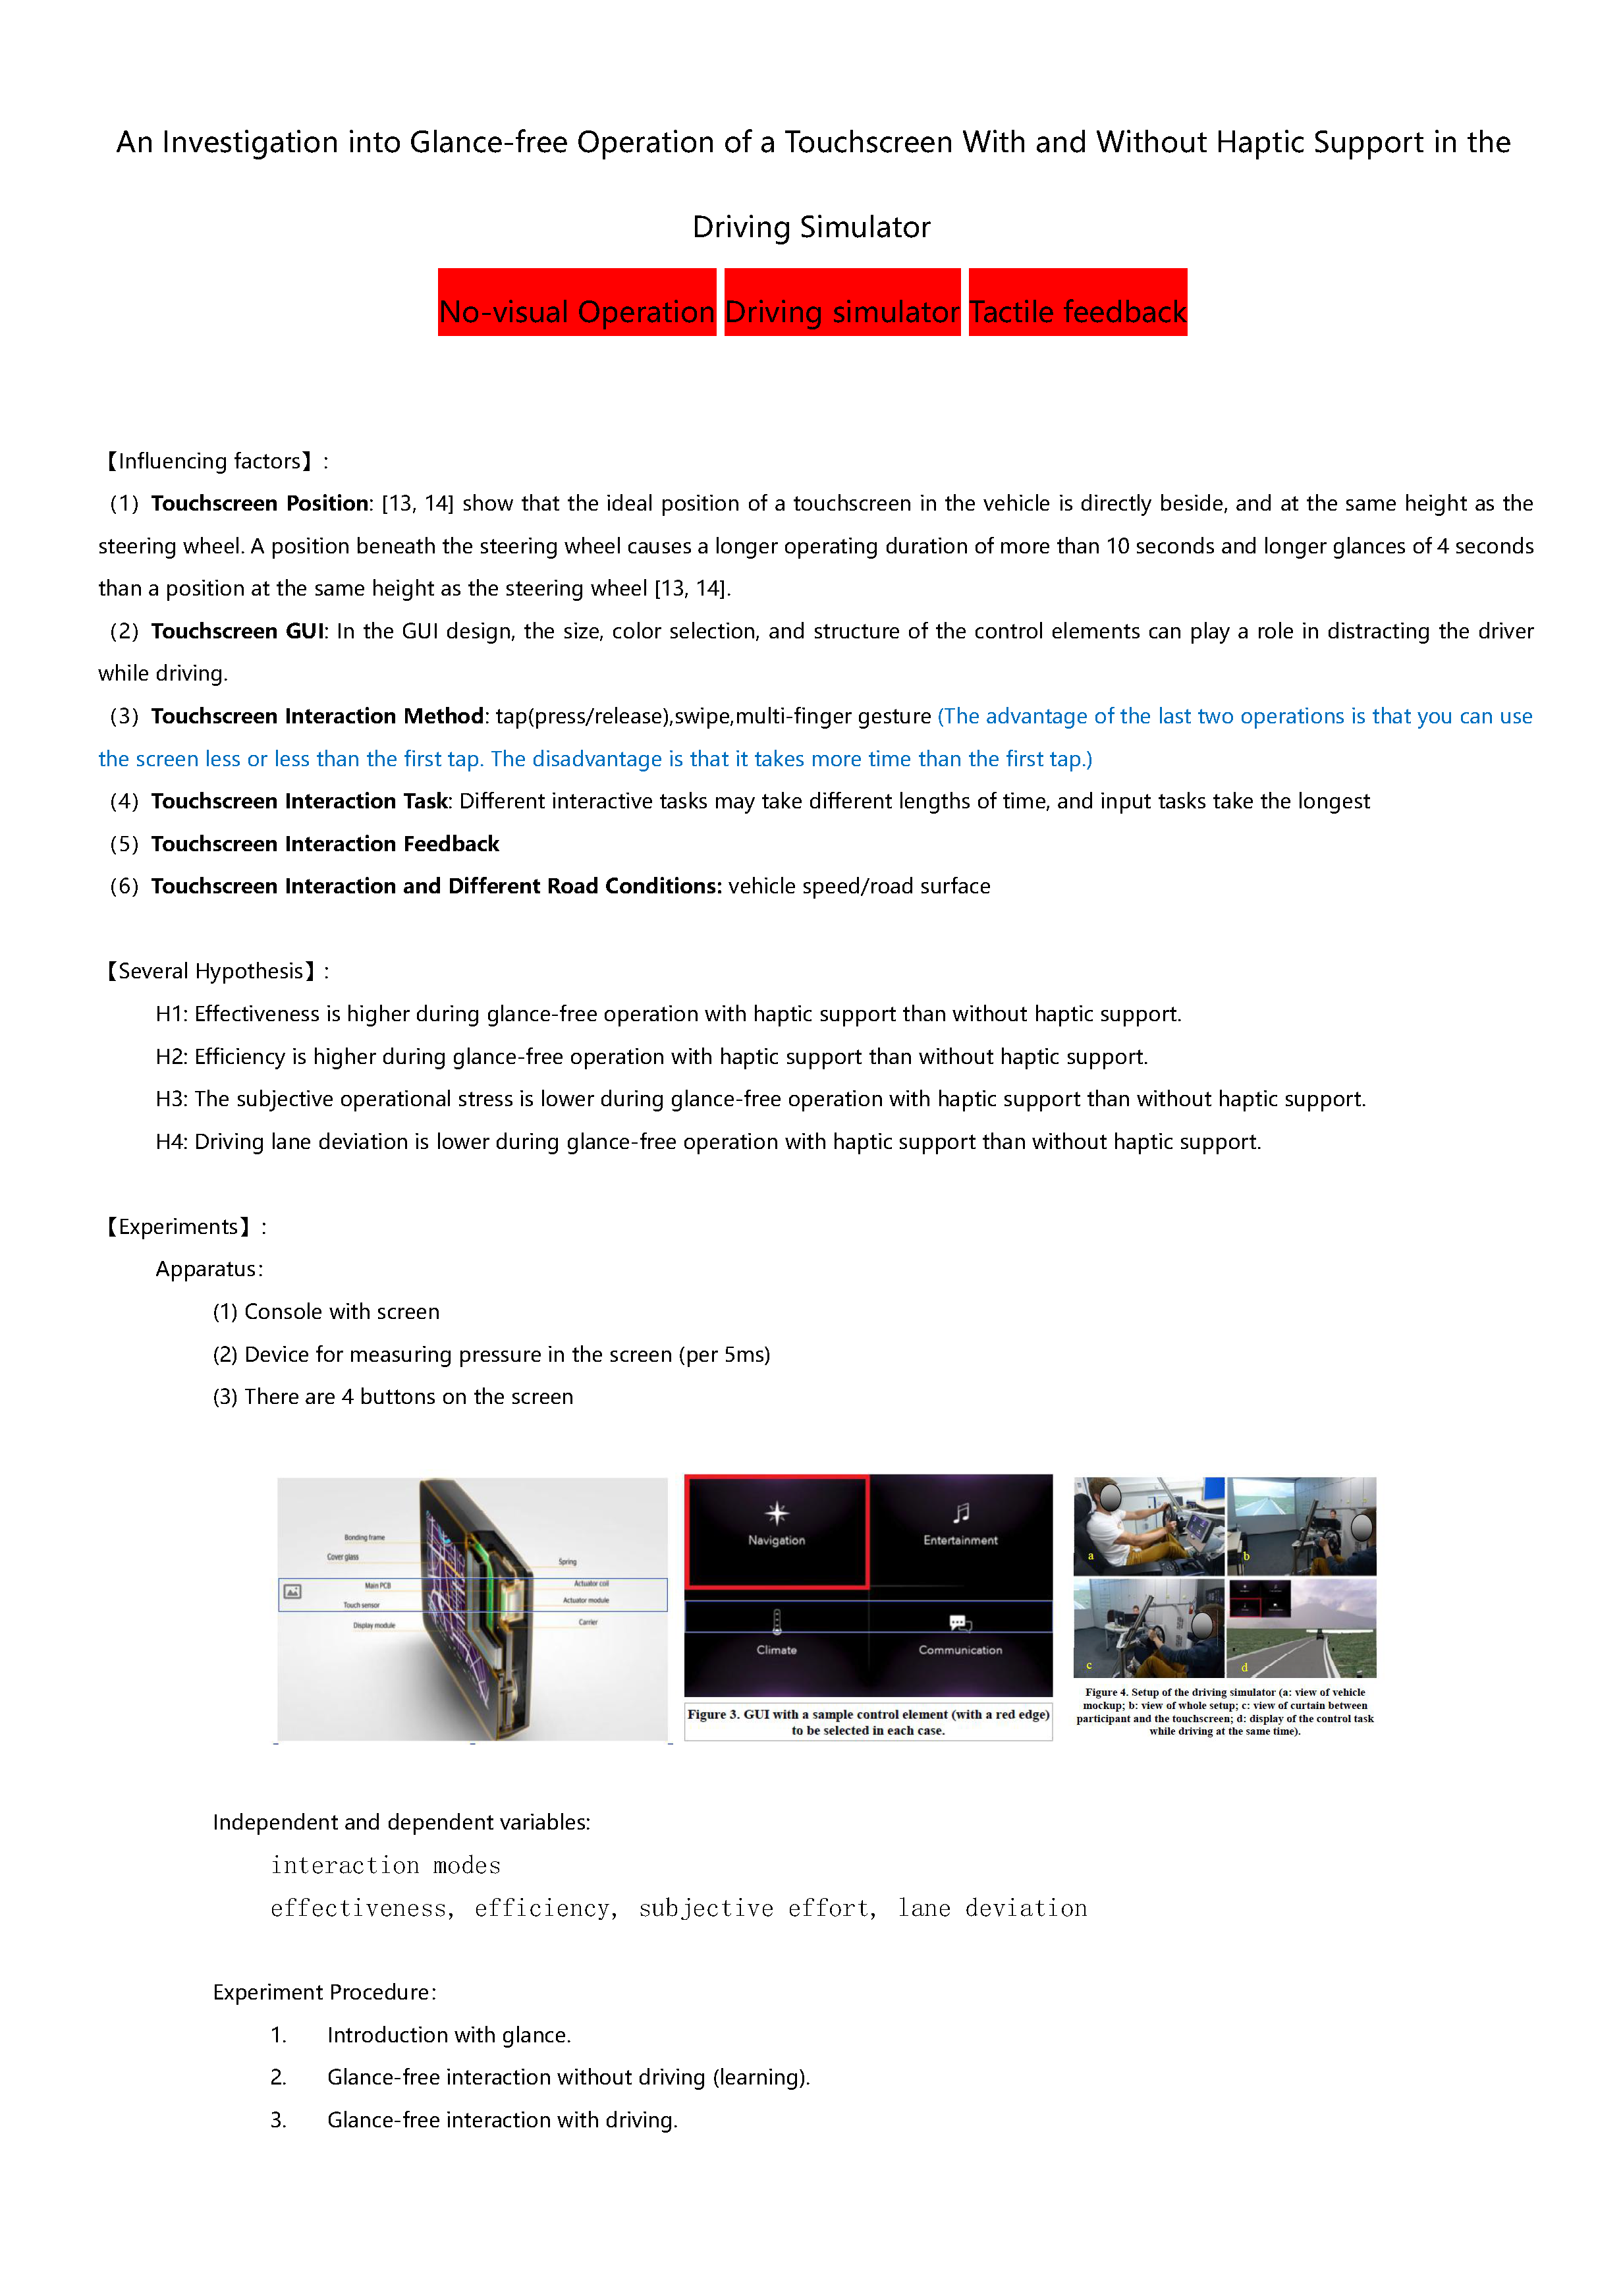 An Investigation into Glance-free Operation of a Touchscreen With and Without Haptic Support in the
Driving Simulator
No-visual Operation Driving simulator Tactile feedback
【Influencing factors】:
（1）Touchscreen Position: [13, 14] show that the ideal position of a touchscreen in the vehicle is directly beside, and at the same height as the
steering wheel. A position beneath the steering wheel causes a longer operating duration of more than 10 seconds and longer glances of 4 seconds
than a position at the same height as the steering wheel [13, 14].
（2）Touchscreen GUI: In the GUI design, the size, color selection, and structure of the control elements can play a role in distracting the driver
while driving.
（3）Touchscreen Interaction Method: tap(press/release),swipe,multi-finger gesture (The advantage of the last two operations is that you can use
the screen less or less than the first tap. The disadvantage is that it takes more time than the first tap.)
（4）Touchscreen Interaction Task: Different interactive tasks may take different lengths of time, and input tasks take the longest
（5）Touchscreen Interaction Feedback
（6）Touchscreen Interaction and Different Road Conditions: vehicle speed/road surface
【Several Hypothesis】:
H1: Effectiveness is higher during glance-free operation with haptic support than without haptic support.
H2: Efficiency is higher during glance-free operation with haptic support than without haptic support.
H3: The subjective operational stress is lower during glance-free operation with haptic support than without haptic support.
H4: Driving lane deviation is lower during glance-free operation with haptic support than without haptic support.
【Experiments】:
Apparatus:
(1) Console with screen
(2) Device for measuring pressure in the screen (per 5ms)
(3) There are 4 buttons on the screen
Bonding frame
Cover glass
Main PCB
Touch sensor
Display module
Spring
Actuator coil
Actuator module
Carrier
Navigation
Entertainment
Climate
Communication
Figure 3. GUI with a sample control element (with a red edge)
to be selected in each case.
a
b
c
d
Figure 4. Setup of the driving simulator (a: view of vehicle
mockup; b: view of whole setup; c: view of curtain between
participant and the touchscreen; d: display of the control task
while driving at the same time).
Independent and dependent variables:
interaction modes
effectiveness, efficiency, subjective effort, lane deviation
Experiment Procedure:
1. Introduction with glance.
2. Glance-free interaction without driving (learning).
3. Glance-free interaction with driving.